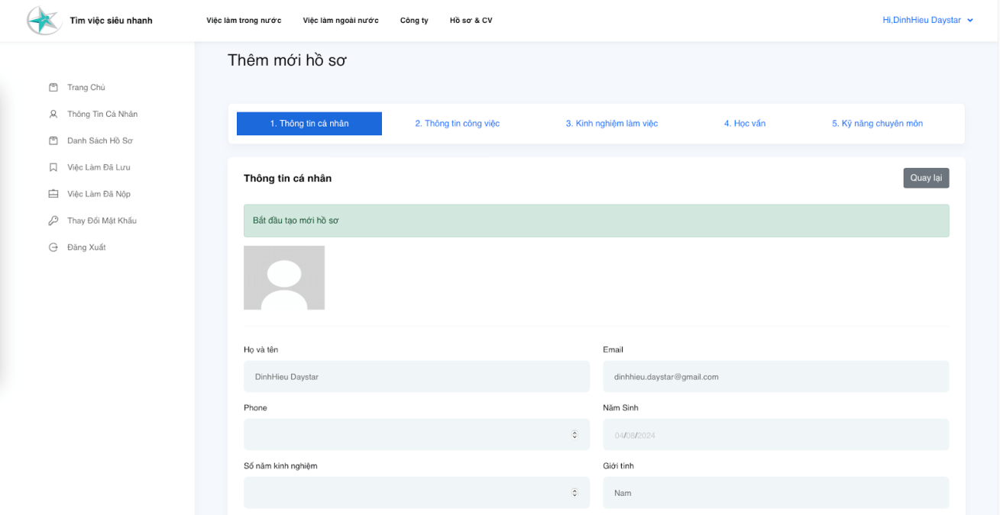 Tìm việc siêu nhanh
Việc làm trong nước
Việc làm ngoài nước
Công ty
Hồ sơ & CV
Hi,DinhHieu Daystar
Trang Chủ
Thông Tin Cá Nhân
Danh Sách Hồ Sơ
Việc Làm Đã Lưu
Việc Làm Đã Nộp
Thay Đổi Mật Khẩu
Đăng Xuất
Thêm mới hồ sơ
1. Thông tin cá nhân
2. Thông tin công việc
3. Kinh nghiệm làm việc
4. Học vấn
5. Kỹ năng chuyên môn
Thông tin cá nhân
Quay lại
Bắt đầu tạo mới hồ sơ
Họ và tên
Email
DinhHieu Daystar
dinhhieu.daystar@gmail.com
Phone
Năm Sinh
04/08/2024
Số năm kinh nghiệm
Giới tính
Nam